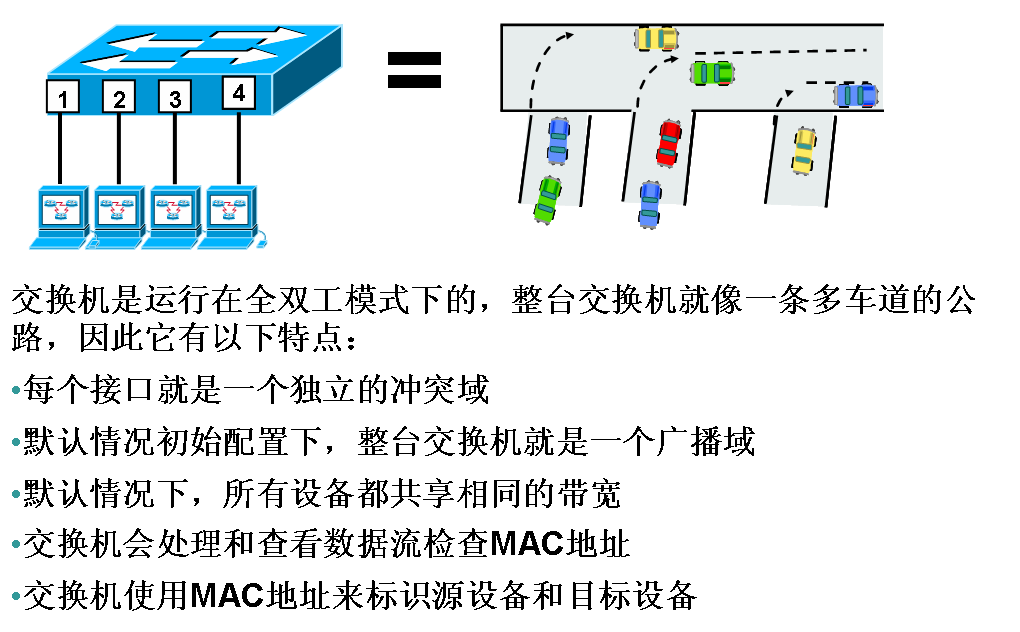 1 2 3 4
交换机是运行在全双工模式下的，整台交换机就像一条多车道的公
路，因此它有以下特点：
•每个接口就是一个独立的冲突域
•默认情况初始配置下，整台交换机就是一个广播域
•默认情况下，所有设备都共享相同的带宽
•交换机会处理和查看数据流检查MAC地址
•交换机使用MAC地址来标识源设备和目标设备